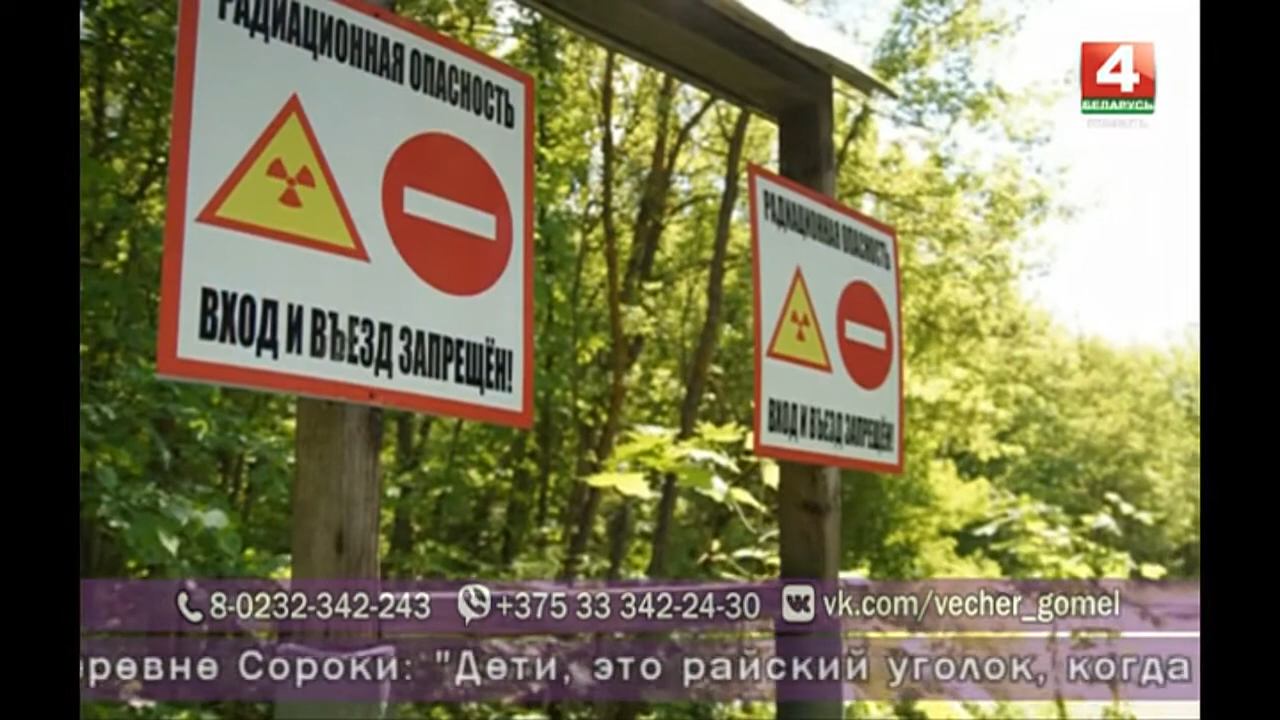 РАДИАЦИОННАЯ ОПАСНОСТЬ
ВХОД И ВЪЕЗД ЗАПРЕЩЁН!
РАДИАЦИОННАЯ ОПАСНОСТЬ
ВХОД И ВЪЕЗД ЗАПРЕЩЁН!
4
БЕЛАРУСЬ
8-0232-342-243 +375 33 342-24-30 vk.com/vecher_gomel
Сороки: "Дети, это райский уголок, когда